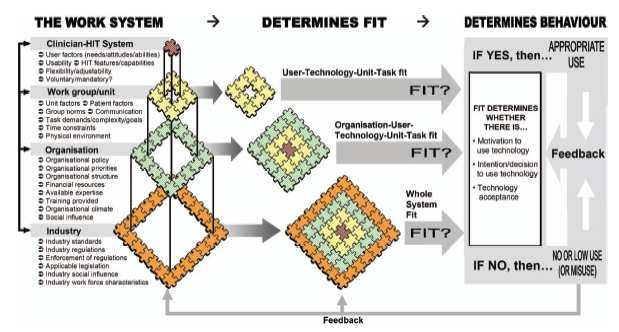 THE WORK SYSTEM → DETERMINES FIT → DETERMINES BEHAVIOUR
Clinician-HIT System
User factors (needs/attitudes/abilities)
Usability HIT features/capabilities
Flexibility/adjustability
Voluntary/mandatory?
Work group/unit
Unit factors Patient factors
Group norms Communication
Task demands/complexity/goals
Time constraints
Physical environment
Organisation
Organisational policy
Organisational priorities
Organisational structure
Financial resources
Available expertise
Training provided
Organisational climate
Social influence
Industry
Industry standards
Industry regulations
Enforcement of regulations
Applicable legislation
Industry social influence
Industry work force characteristics
User-Technology-Unit-Task fit
FIT?
Organisation-User-
Technology-Unit-Task fit
FIT?
Whole
System
Fit
FIT?
IF YES, then...
APPROPRIATE
USE
FIT DETERMINES
WHETHER
THERE IS...
• Motivation to
use technology
• Intention/decision
to use technology
• Technology
acceptance
Feedback
IF NO, then...
NO OR LOW USE
(OR MISUSE)
Feedback